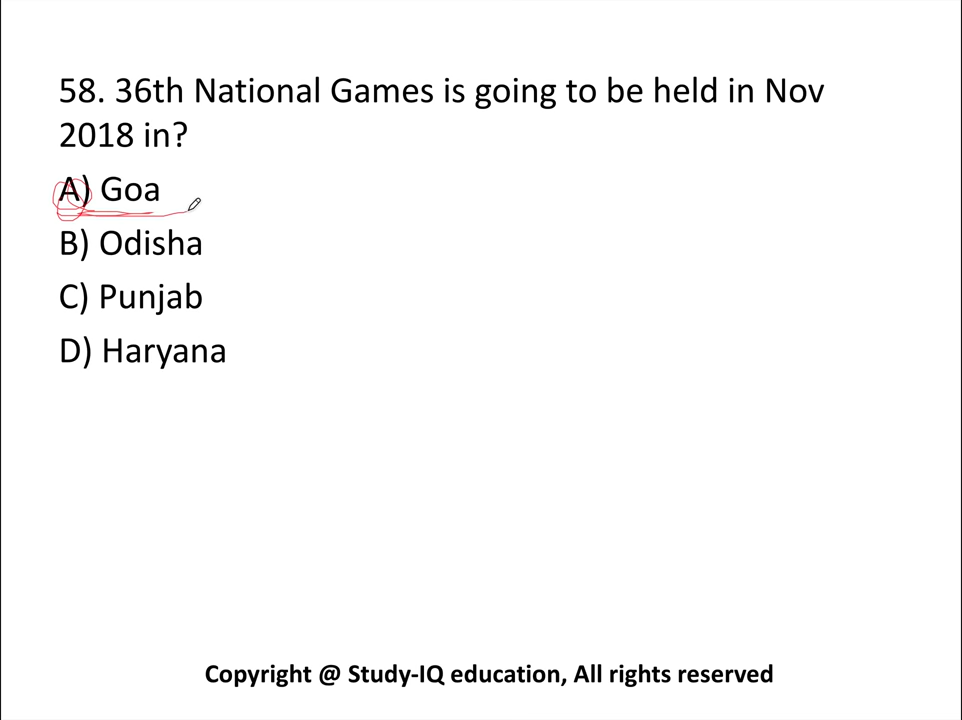 58. 36th National Games is going to be held in Nov
2018 in?
A) Goa
B) Odisha
C) Punjab
D) Haryana
Copyright @ Study-IQ education, All rights reserved